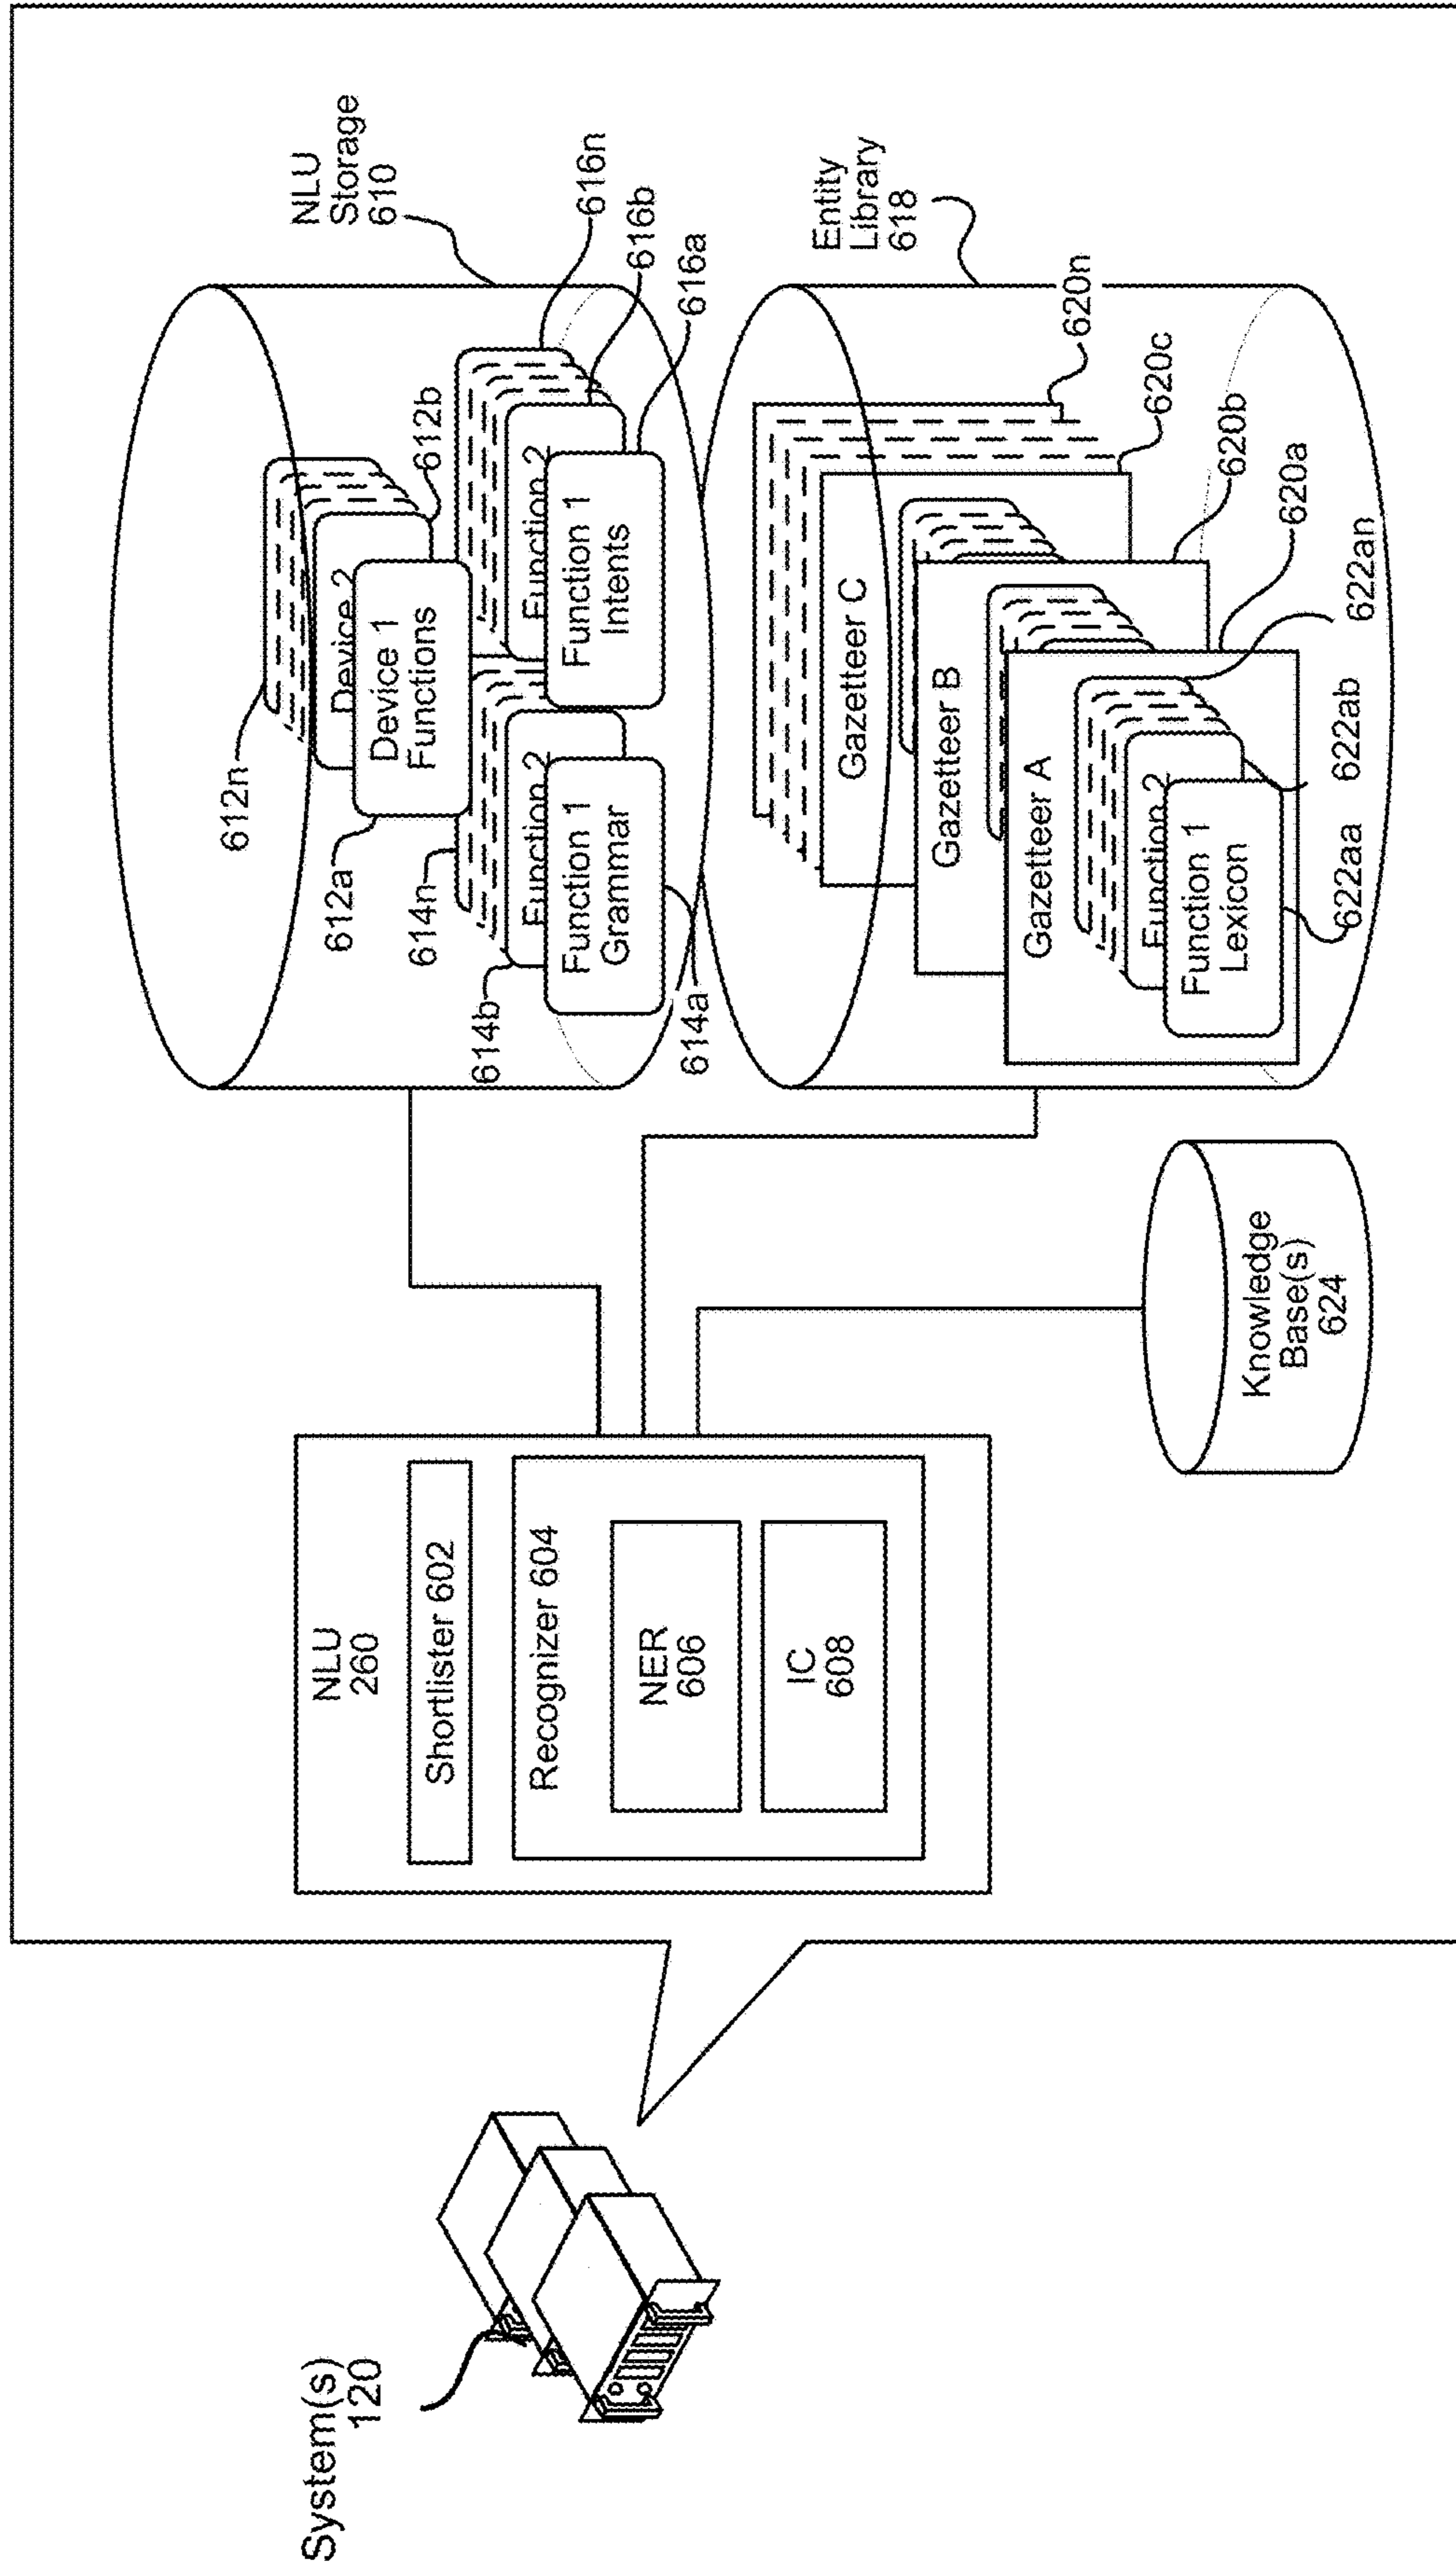 System(s)
120
NLU
260
Shortlister 602
Recognizer 604
NER
606
IC
608
Knowledge
Base(s)
624
NLU
Storage
610
612n
Device 2
612b
Device 1
Functions
612a
614n
Function 2
614b
Function 1
Grammar
614a
616n
Function 2
616b
Function 1
Intents
616a
Entity
Library
618
620n
Gazetteer C
620c
Gazetteer B
620b
Gazetteer A
620a
622an
Function 2
622ab
Function 1
Lexicon
622aa